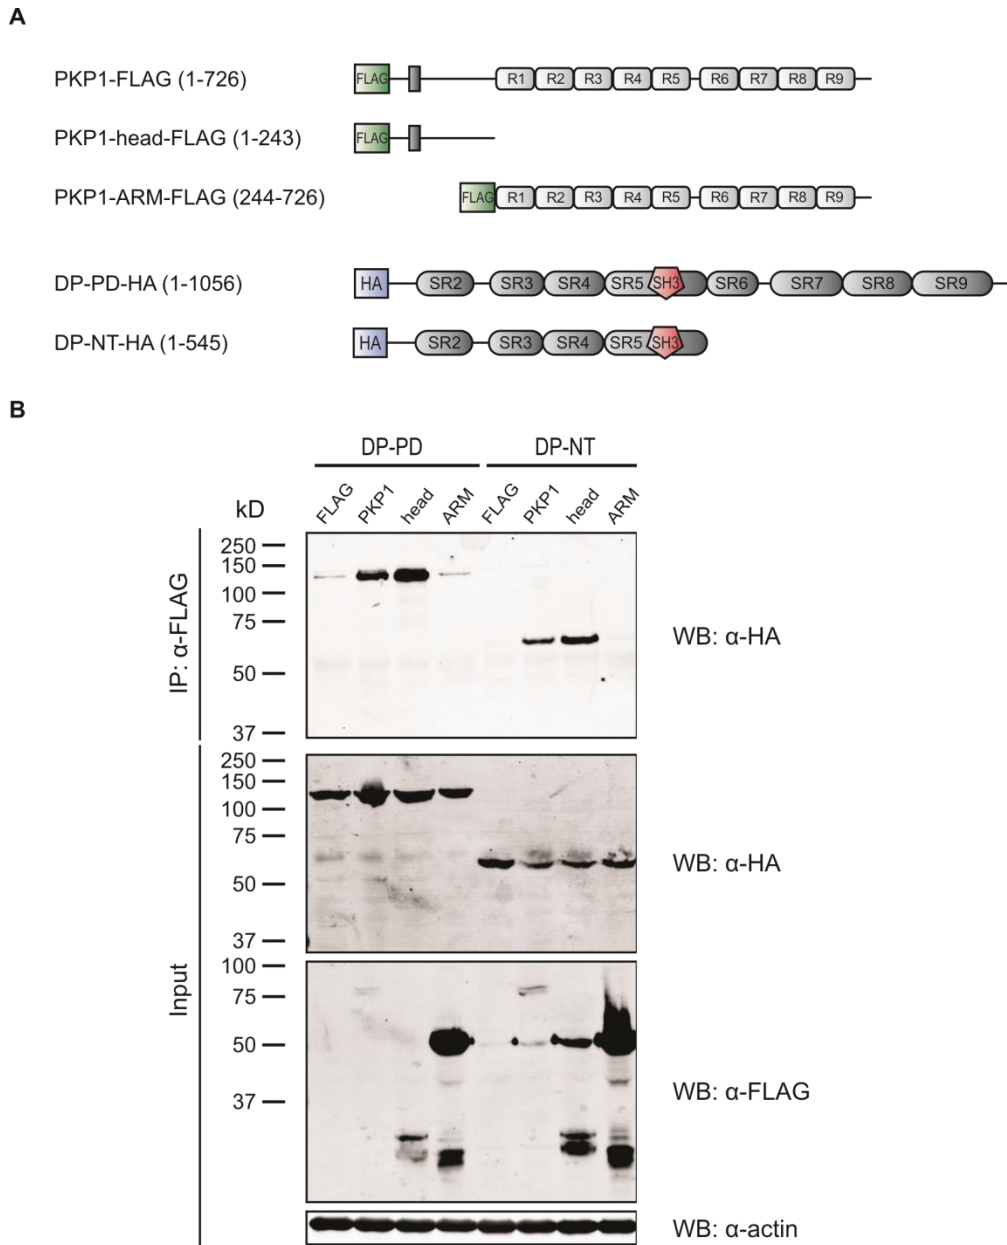 A
PKP1-FLAG (1-726) FLAG R1 R2 R3 R4 R5 R6 R7 R8 R9
PKP1-head-FLAG (1-243) FLAG
PKP1-ARM-FLAG (244-726) FLAG R1 R2 R3 R4 R5 R6 R7 R8 R9
DP-PD-HA (1-1056) HA SR2 SR3 SR4 SR5 SH3 SR6 SR7 SR8 SR9
DP-NT-HA (1-545) HA SR2 SR3 SR4 SR5 SH3
B
DP-PD DP-NT
kD FLAG PKP1 head ARM FLAG PKP1 head ARM
IP: α-FLAG
250
150
100
75
50
37
WB: α-HA
Input
250
150
100
75
50
37
WB: α-HA
100
75
50
37
WB: α-FLAG
WB: α-actin